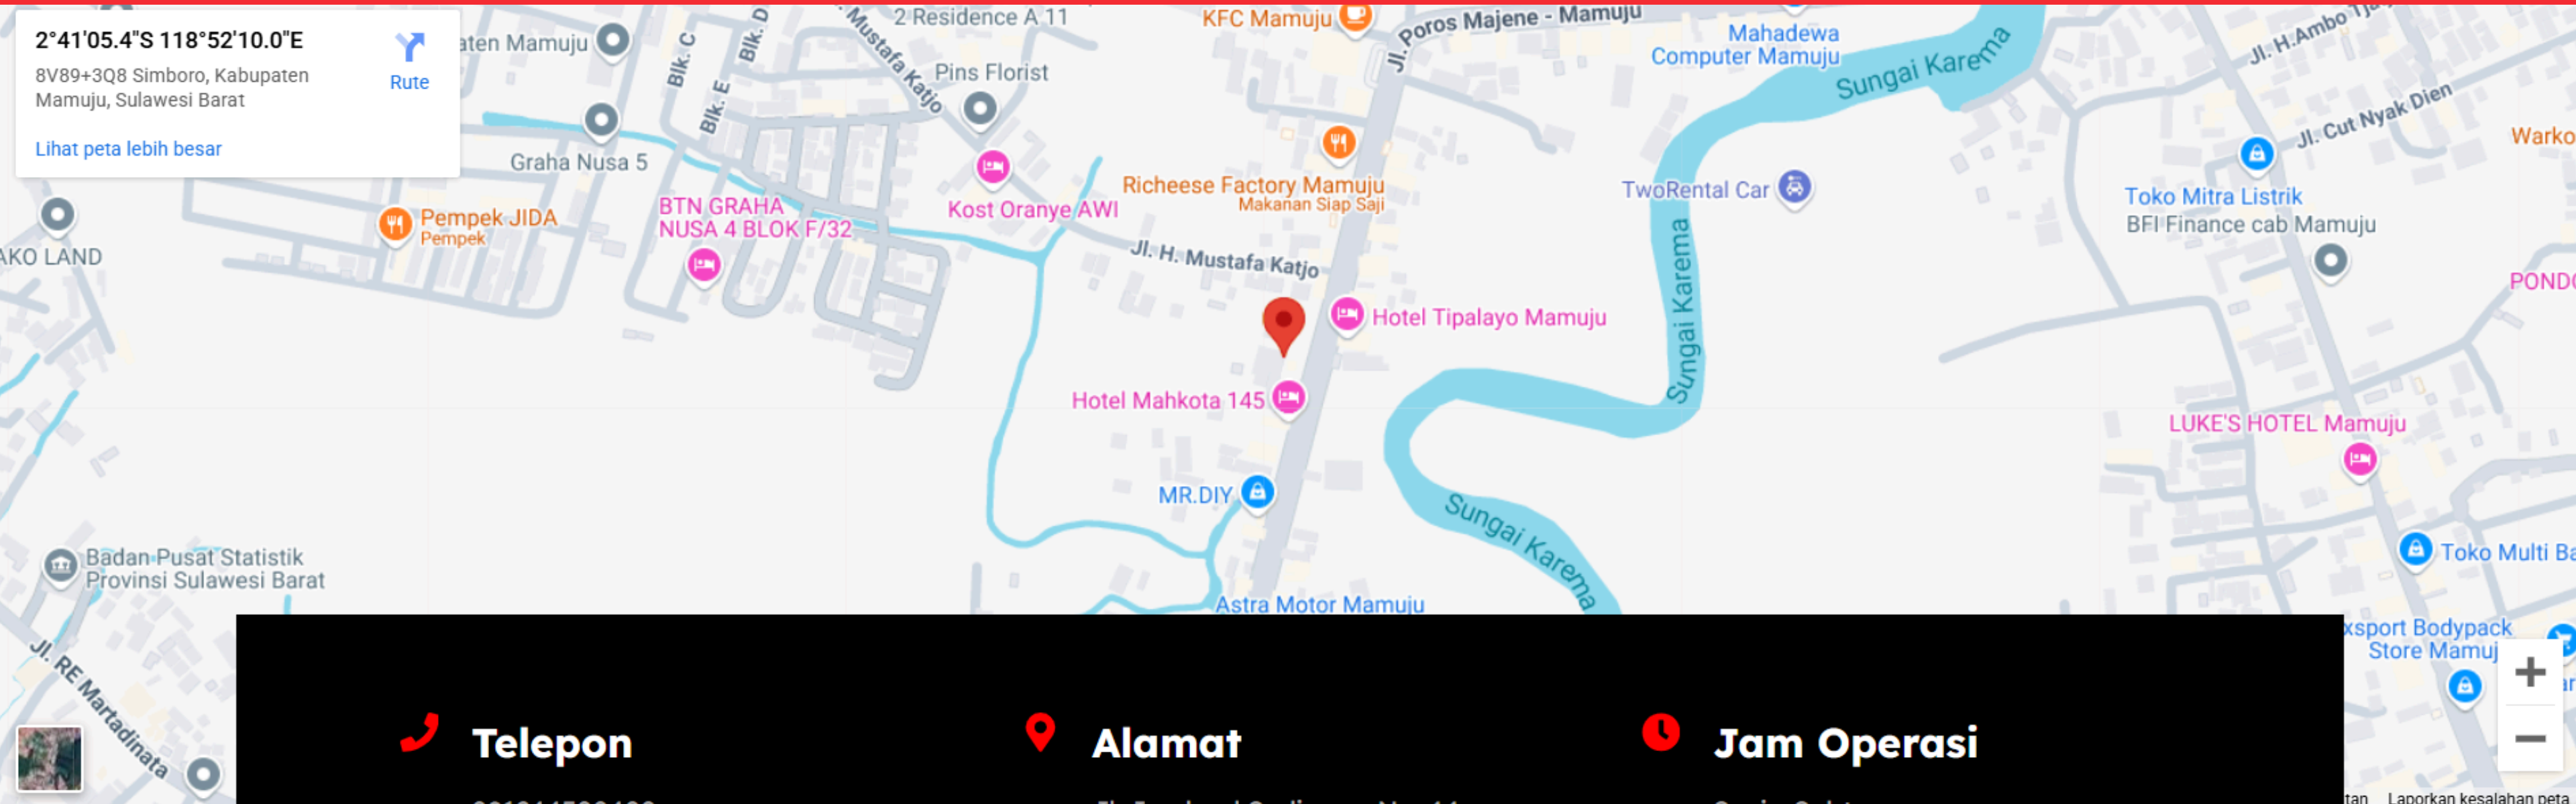 2°41'05.4"S 118°52'10.0"E
8V89+3Q8 Simboro, Kabupaten
Mamuju, Sulawesi Barat
Rute
Lihat peta lebih besar
aten Mamuju
Blk. C
Blk. D
Blk. E
Mustafa Katjo
2 Residence A 11
Pins Florist
KFC Mamuju
Jl. Poros Majene - Mamuju
Mahadewa
Computer Mamuju
Sungai Karema
Jl. H.Ambo
Jl. Cut Nyak Dien
Warko
Graha Nusa 5
Pempek JIDA
Pempek
AKO LAND
BTN GRAHA
NUSA 4 BLOK F/32
Kost Oranye AWI
Richeese Factory Mamuju
Makanan Siap Saji
TwoRental Car
Toko Mitra Listrik
BFI Finance cab Mamuju
Jl. H. Mustafa Katjo
Sungai Karema
PONDO
Hotel Tipalayo Mamuju
Hotel Mahkota 145
LUKE'S HOTEL Mamuju
MR.DIY
Sungai Karema
Toko Multi Ba
Badan Pusat Statistik
Provinsi Sulawesi Barat
Astra Motor Mamuju
xsport Bodypack
Store Mamuj
Jl. RE Martadinata
Telepon
Alamat
Jam Operasi
tan
Laporkan kesalahan peta